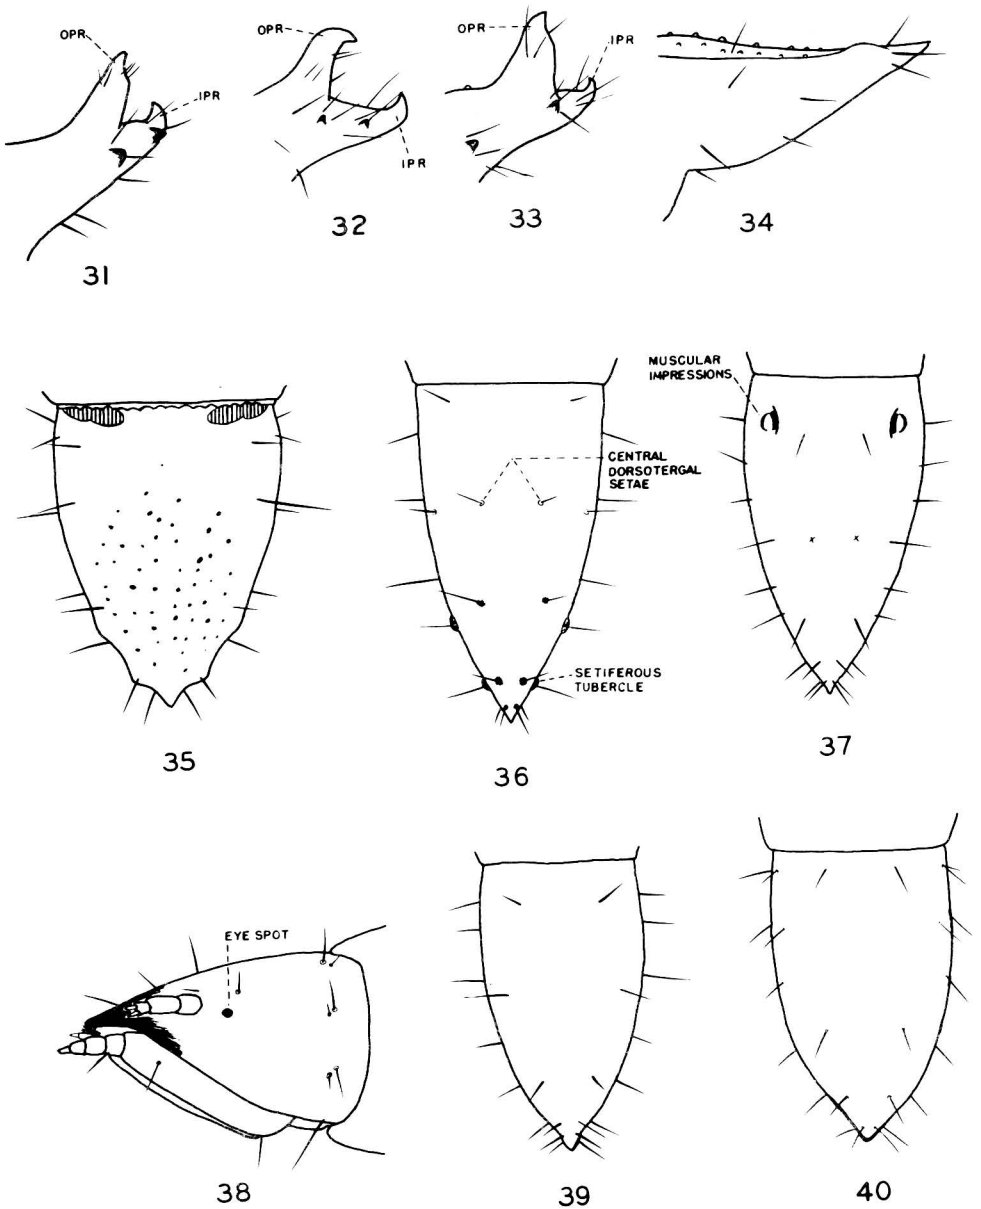 OPR
IPR
31
OPR
IPR
32
OPR
IPR
33
34
35
CENTRAL
DORSOTERGAL
SETAE
SETIFEROUS
TUBERCLE
36
MUSCULAR
IMPRESSIONS
37
EYE SPOT
38
39
40